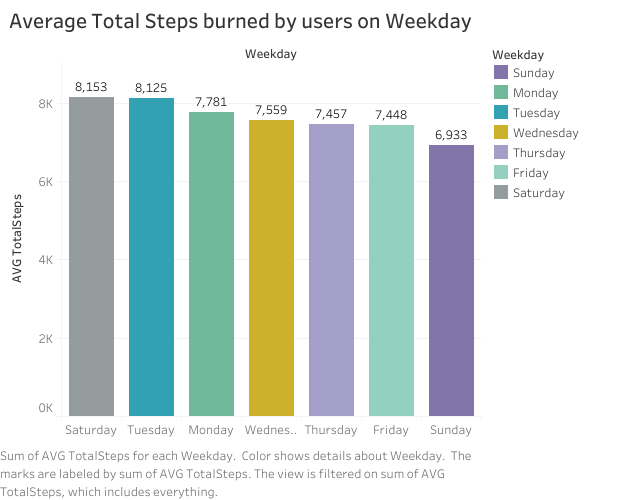 Average Total Steps burned by users on Weekday
Weekday
8,153 8,125 7,781 7,559 7,457 7,448 6,933
8K
6K
4K
2K
0K
AVG TotalSteps
Saturday Tuesday Monday Wednes.. Thursday Friday Sunday
Weekday
Sunday
Monday
Tuesday
Wednesday
Thursday
Friday
Saturday
Sum of AVG TotalSteps for each Weekday.  Color shows details about Weekday.  The
marks are labeled by sum of AVG TotalSteps. The view is filtered on sum of AVG
TotalSteps, which includes everything.